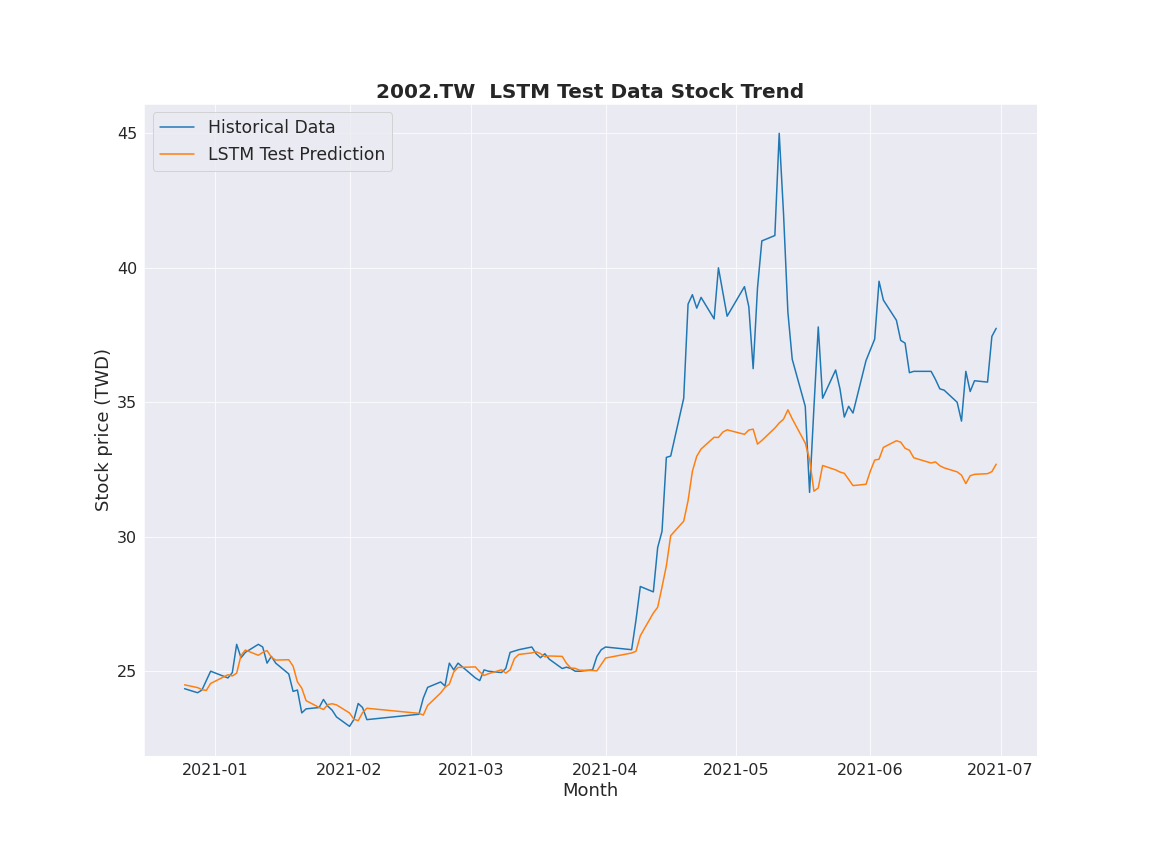 2002.TW  LSTM Test Data Stock Trend
Historical Data
LSTM Test Prediction
45
40
35
30
25
Stock price (TWD)
2021-01 2021-02 2021-03 2021-04 2021-05 2021-06 2021-07
Month